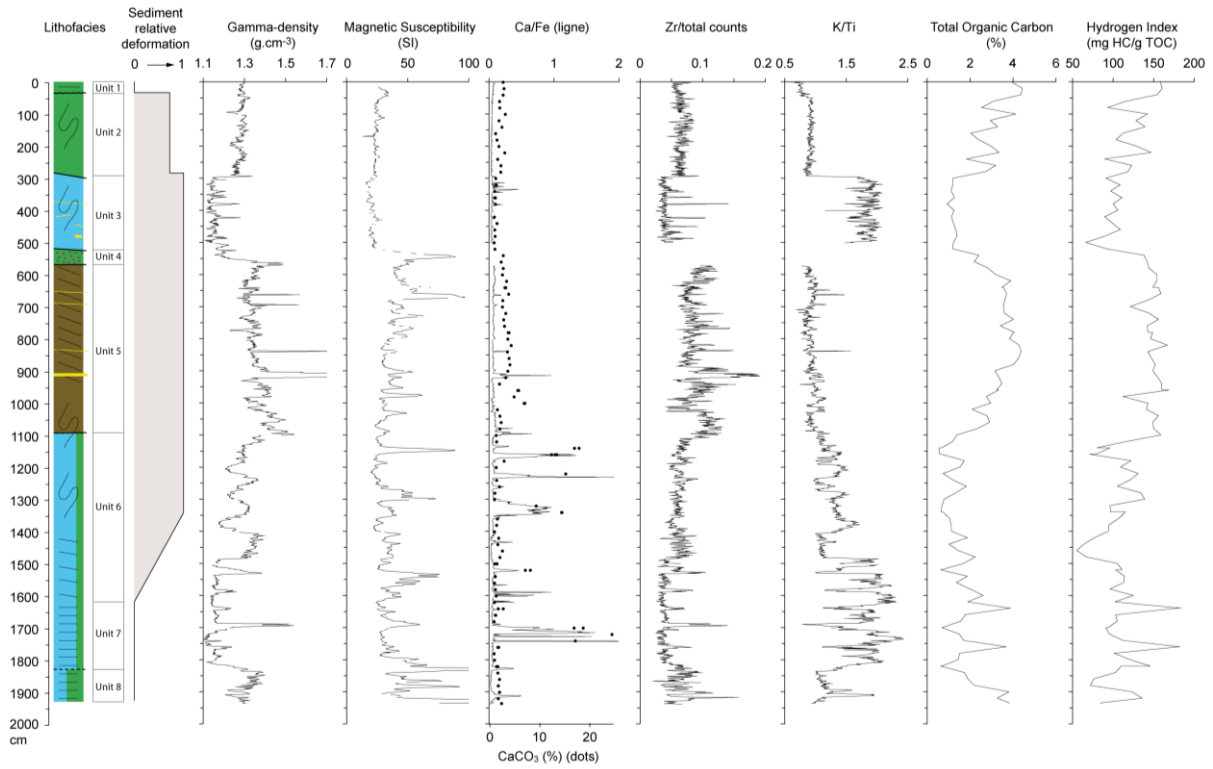 Lithofacies
Sediment
relative
deformation
0 → 1
Gamma-density
(g.cm-3)
1.1 1.3 1.5 1.7
Magnetic Susceptibility
(SI)
0 50 100
Ca/Fe (ligne)
0 1 2
Zr/total counts
0 0.1 0.2
K/Ti
0.5 1.5 2.5
Total Organic Carbon
(%)
0 2 4 6
Hydrogen Index
(mg HC/g TOC)
50 100 150 200
0
100
200
300
400
500
600
700
800
900
1000
1100
1200
1300
1400
1500
1600
1700
1800
1900
2000
cm
Unit 1
Unit 2
Unit 3
Unit 4
Unit 5
Unit 6
Unit 7
Unit 8
0 10 20
CaCO3 (%) (dots)